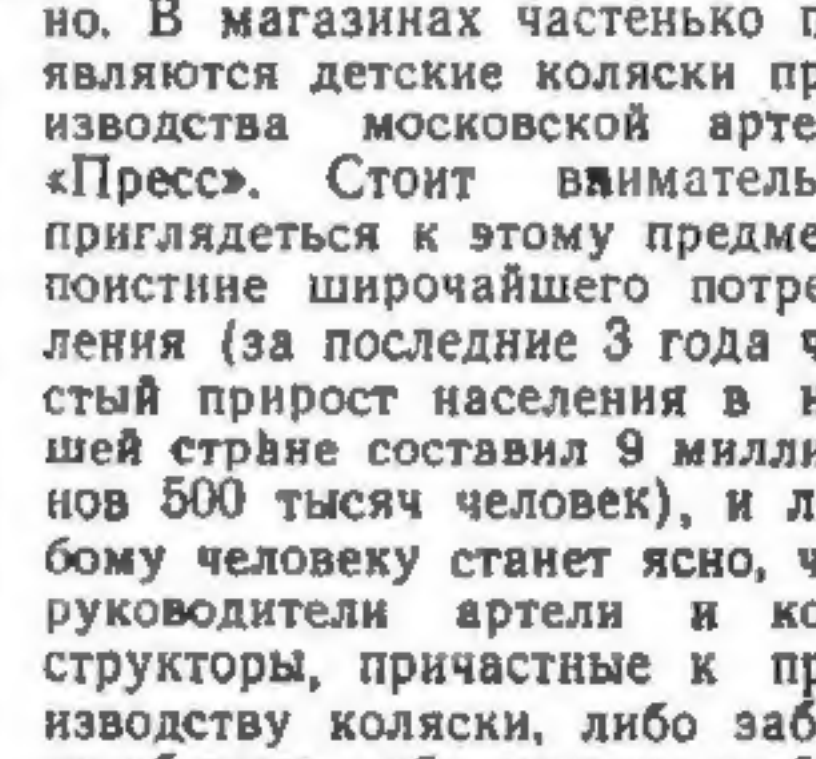 но. В магазинах частенько п
являются детские коляски пр
изводства московской арте
«Пресс». Стоит вниматель
приглядеться к этому предме
поистине широчайшего потре
ления (за последние 3 года ч
стый прирост населения в н
шей стране составил 9 милли
нов 500 тысяч человек), и л
бому человеку станет ясно, ч
руководители артели и ко
структоры, причастные к пр
изводству коляски, либо заб